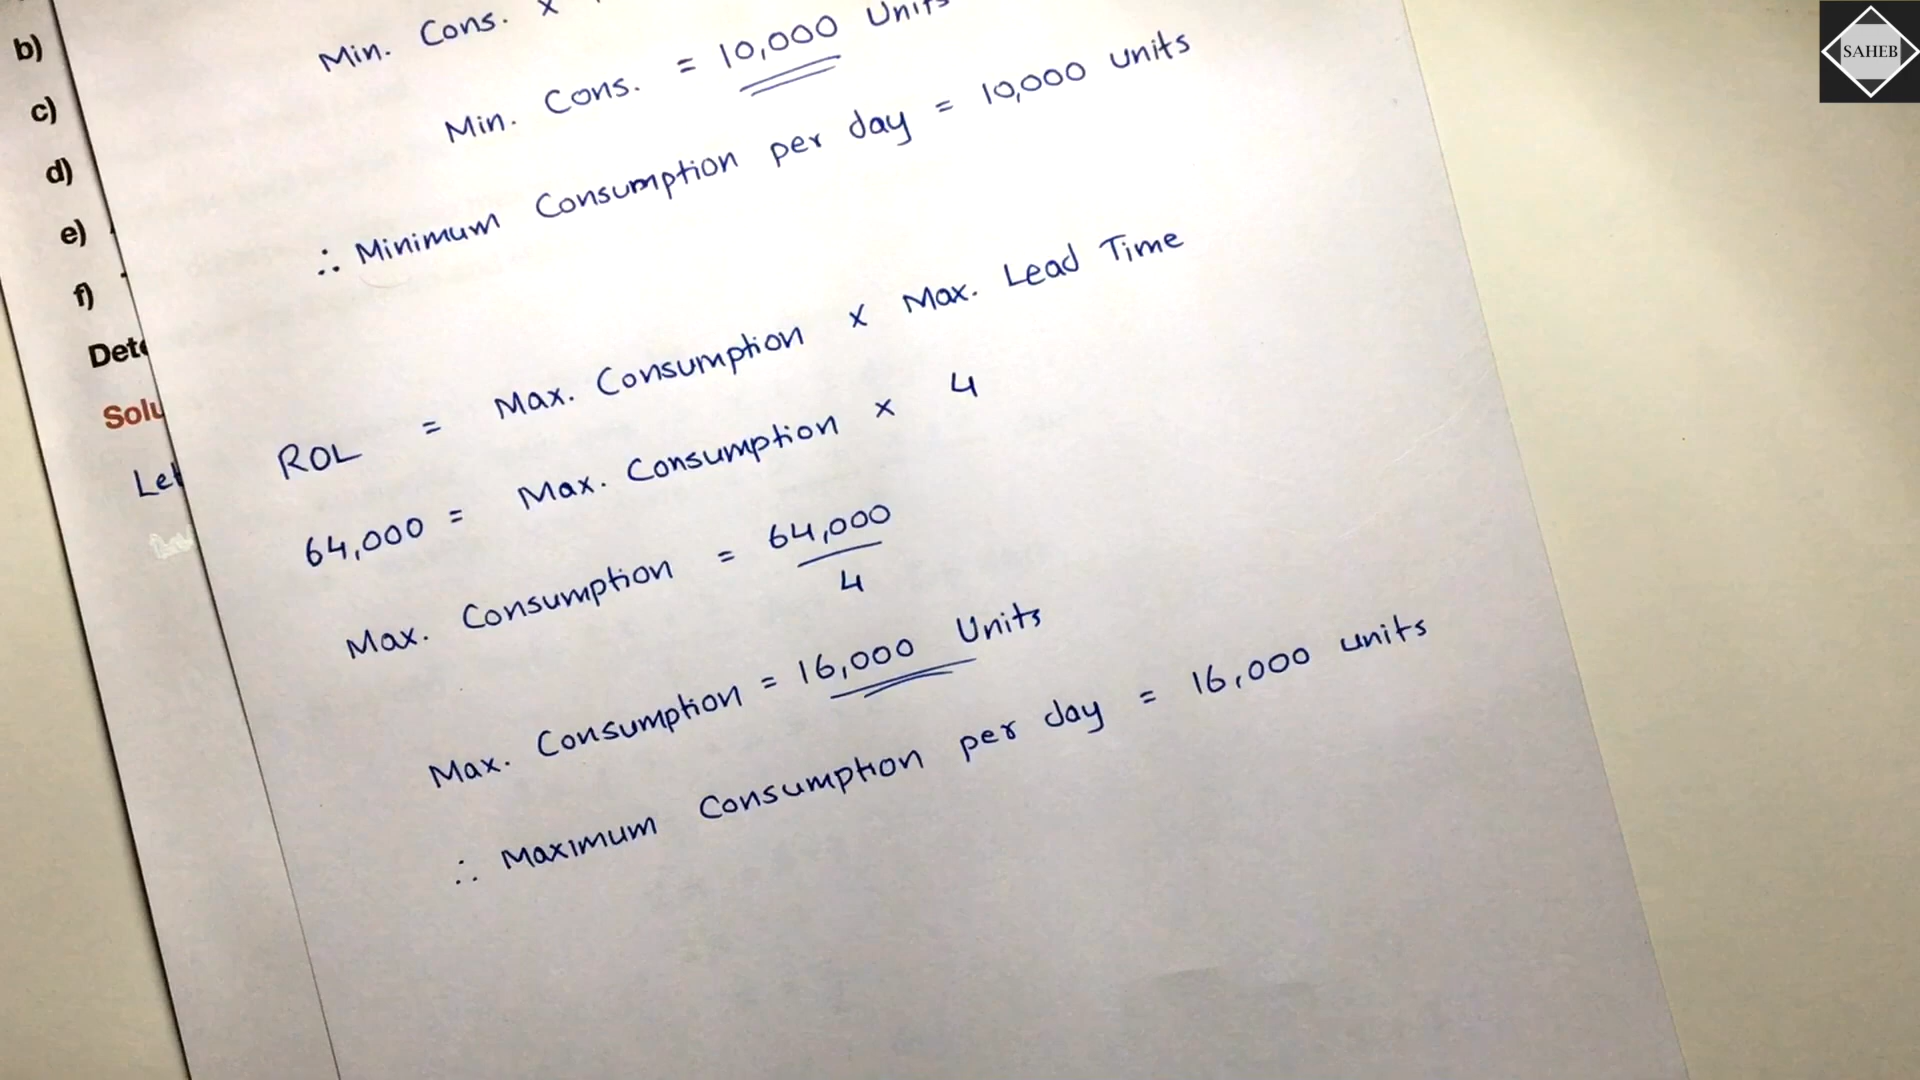 b)
c)
d)
e)
f)
Dete
Solu
Let
Min. Cons. x
Min. Cons. = 10,000 Units
∴ Minimum Consumption per day = 10,000 units
ROL = Max. Consumption x Max. Lead Time
64,000 = Max. Consumption x 4
Max. Consumption = 64,000
4
Max. Consumption = 16,000 Units
∴ Maximum Consumption per day = 16,000 units
SAHEB